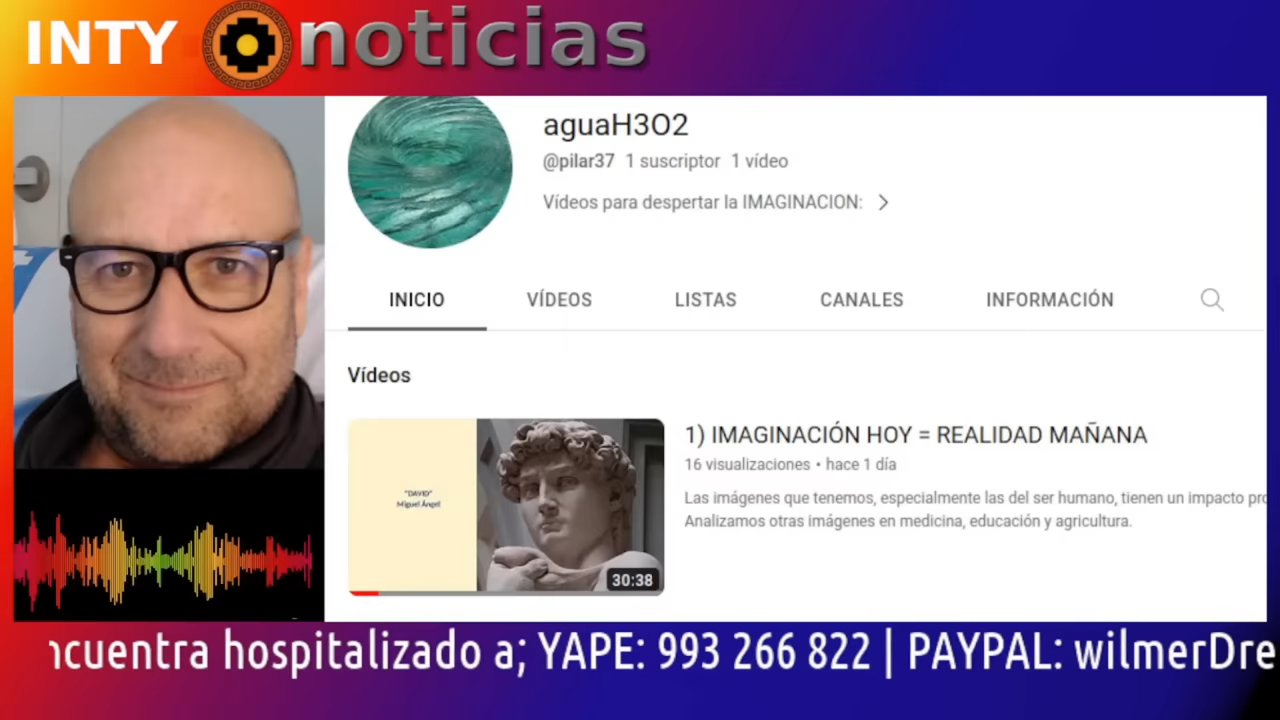 INTY noticias
aguaH3O2
@pilar37 1 suscriptor 1 vídeo
Vídeos para despertar la IMAGINACION:
INICIO VÍDEOS LISTAS CANALES INFORMACIÓN
Vídeos
"DAVID"
Miguel Ángel
30:38
1) IMAGINACIÓN HOY = REALIDAD MAÑANA
16 visualizaciones • hace 1 día
Las imágenes que tenemos, especialmente las del ser humano, tienen un impacto pro
Analizamos otras imágenes en medicina, educación y agricultura.
ncuentra hospitalizado a; YAPE: 993 266 822 | PAYPAL: wilmerDre